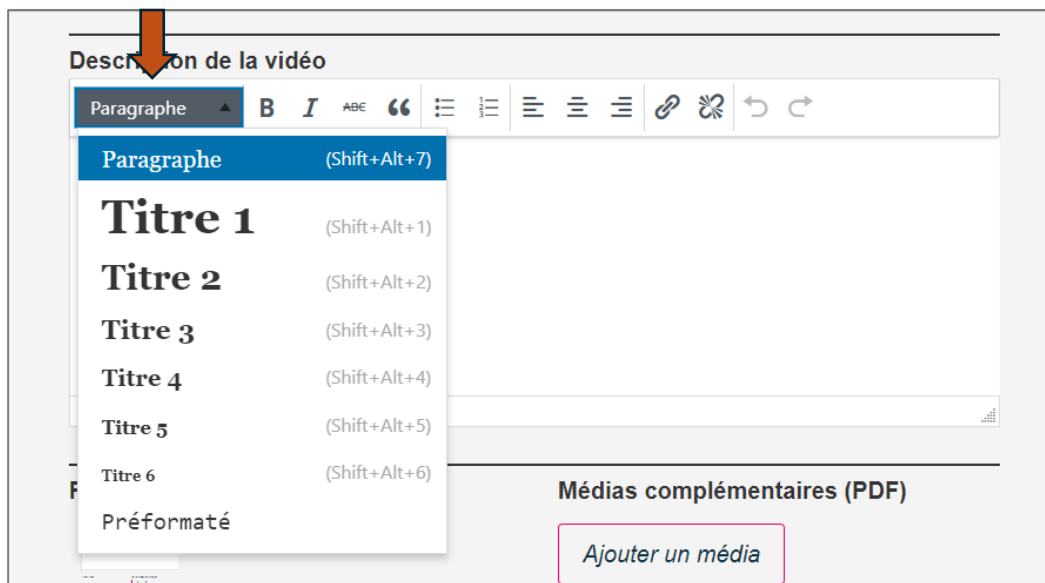 Description de la vidéo
Paragraphe B I ABC
Paragraphe (Shift+Alt+7)
Titre 1 (Shift+Alt+1)
Titre 2 (Shift+Alt+2)
Titre 3 (Shift+Alt+3)
Titre 4 (Shift+Alt+4)
Titre 5 (Shift+Alt+5)
Titre 6 (Shift+Alt+6)
Préformaté
Médias complémentaires (PDF)
Ajouter un média